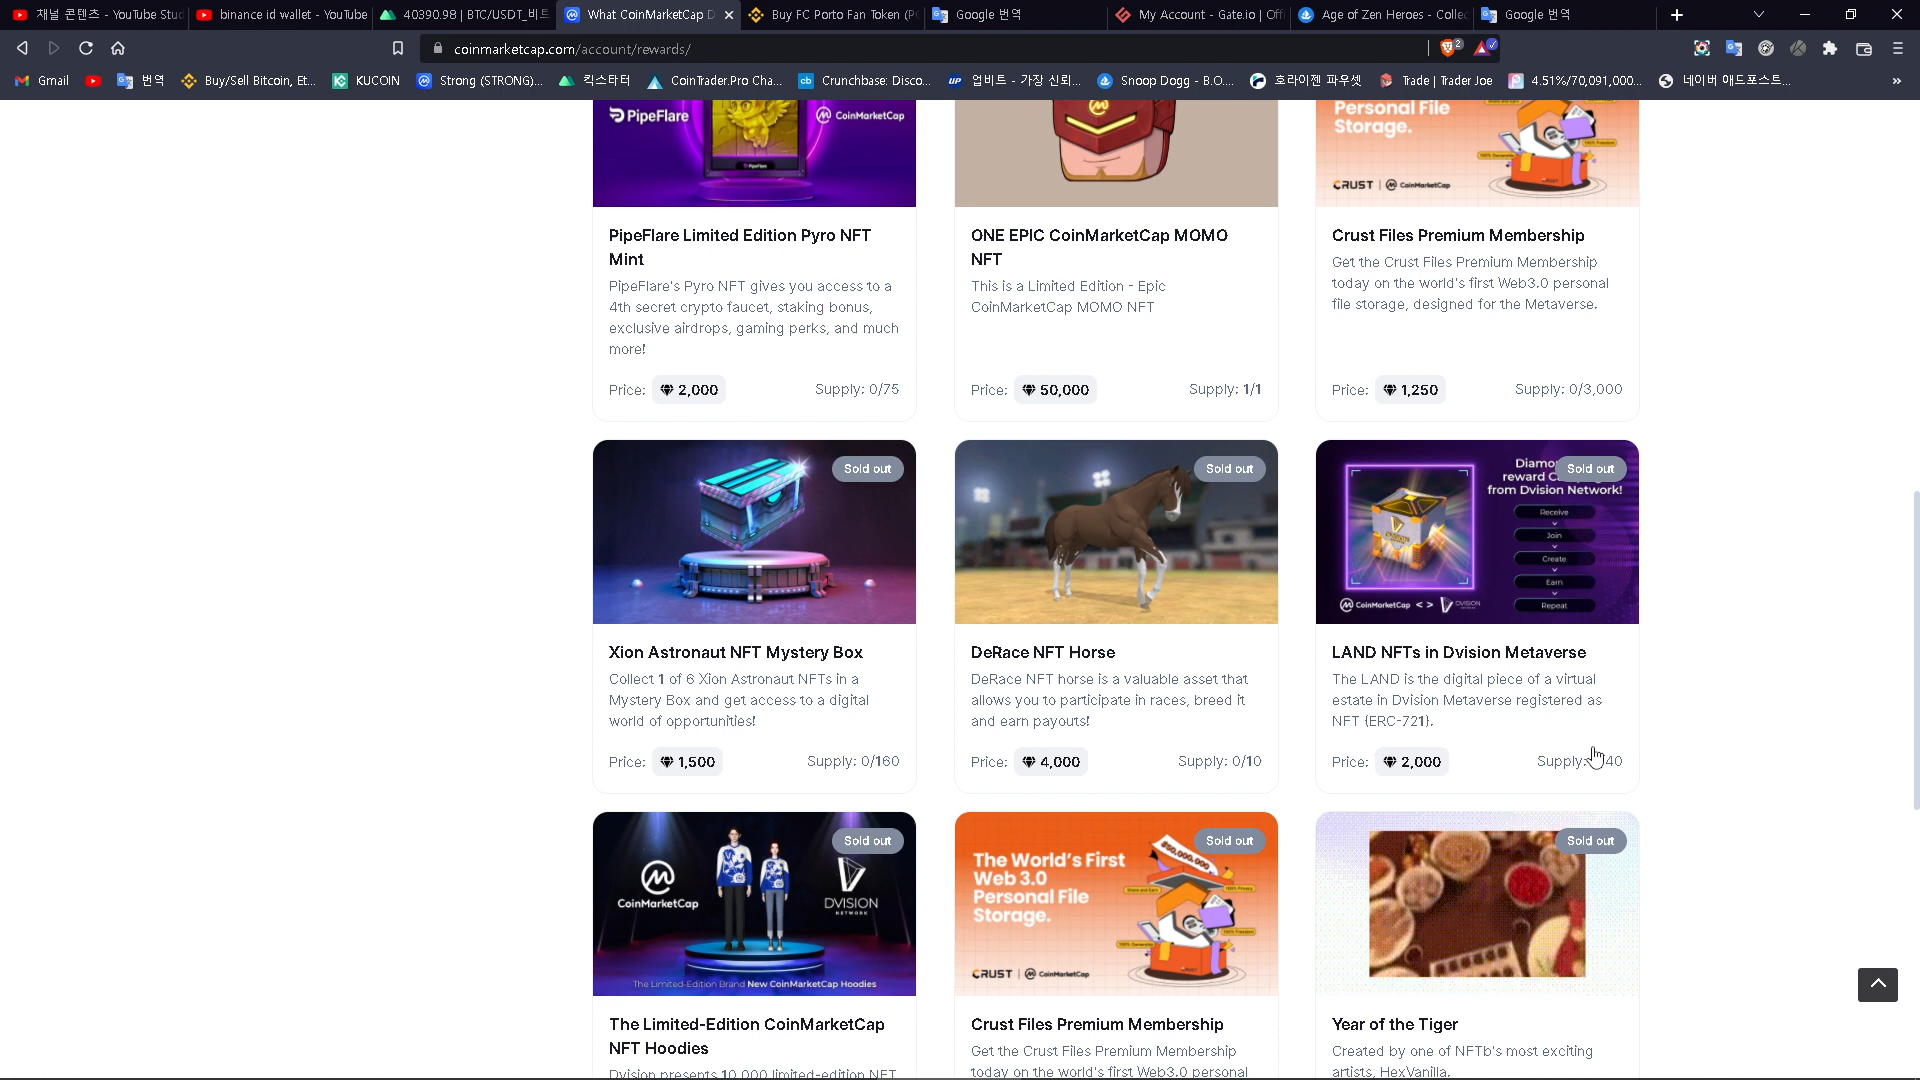 채널 콘텐츠 - YouTube Stu
binance id wallet - YouTube
40390.98 | BTC/USDT_비트
What CoinMarketCap D
Buy FC Porto Fan Token (PO
Google 번역
My Account - Gate.io | Offi
Age of Zen Heroes - Collec
Google 번역
coinmarketcap.com/account/rewards/
2
Gmail
번역
Buy/Sell Bitcoin, Et...
KUCOIN
Strong (STRONG)...
킥스타터
CoinTrader.Pro Cha...
Crunchbase: Disco...
업비트 - 가장 신뢰...
Snoop Dogg - B.O....
호라이젠 파우셋
Trade | Trader Joe
4.51%/70,091,000...
네이버 애드포스트...
»
PipeFlare
CoinMarketCap
Personal File
Storage.
CRUST | CoinMarketCap
PipeFlare Limited Edition Pyro NFT
Mint
PipeFlare's Pyro NFT gives you access to a
4th secret crypto faucet, staking bonus,
exclusive airdrops, gaming perks, and much
more!
Price: 2,000
Supply: 0/75
ONE EPIC CoinMarketCap MOMO
NFT
This is a Limited Edition - Epic
CoinMarketCap MOMO NFT
Price: 50,000
Supply: 1/1
Crust Files Premium Membership
Get the Crust Files Premium Membership
today on the world's first Web3.0 personal
file storage, designed for the Metaverse.
Price: 1,250
Supply: 0/3,000
Sold out
Sold out
Sold out
Diamo
reward C
from Dvision Network!
Receive
Join
Create
Earn
Repeat
CoinMarketCap < > DVISION
Xion Astronaut NFT Mystery Box
Collect 1 of 6 Xion Astronaut NFTs in a
Mystery Box and get access to a digital
world of opportunities!
Price: 1,500
Supply: 0/160
DeRace NFT Horse
DeRace NFT horse is a valuable asset that
allows you to participate in races, breed it
and earn payouts!
Price: 4,000
Supply: 0/10
LAND NFTs in Dvision Metaverse
The LAND is the digital piece of a virtual
estate in Dvision Metaverse registered as
NFT (ERC-721).
Price: 2,000
Supply: 40
Sold out
CoinMarketCap
DVISION
NETWORK
The Limited-Edition Brand New CoinMarketCap Hoodies
Sold out
The World's First
Web 3.0
Personal File
Storage.
CRUST | CoinMarketCap
Sold out
The Limited-Edition CoinMarketCap
NFT Hoodies
Dvision presents 10,000 limited-edition NFT
Crust Files Premium Membership
Get the Crust Files Premium Membership
today on the world's first Web3.0 personal
Year of the Tiger
Created by one of NFTb's most exciting
artists, HexVanilla.